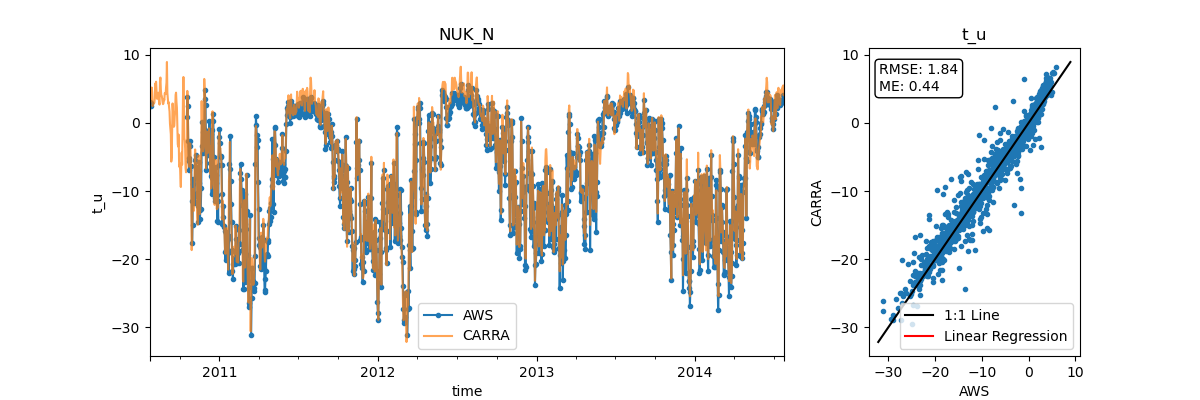 NUK_N
t_u
10
0
−10
−20
−30
2011
2012
2013
2014
time
AWS
CARRA
t_u
CARRA
10
0
−10
−20
−30
RMSE: 1.84
ME: 0.44
1:1 Line
Linear Regression
−30
−20
−10
0
10
AWS